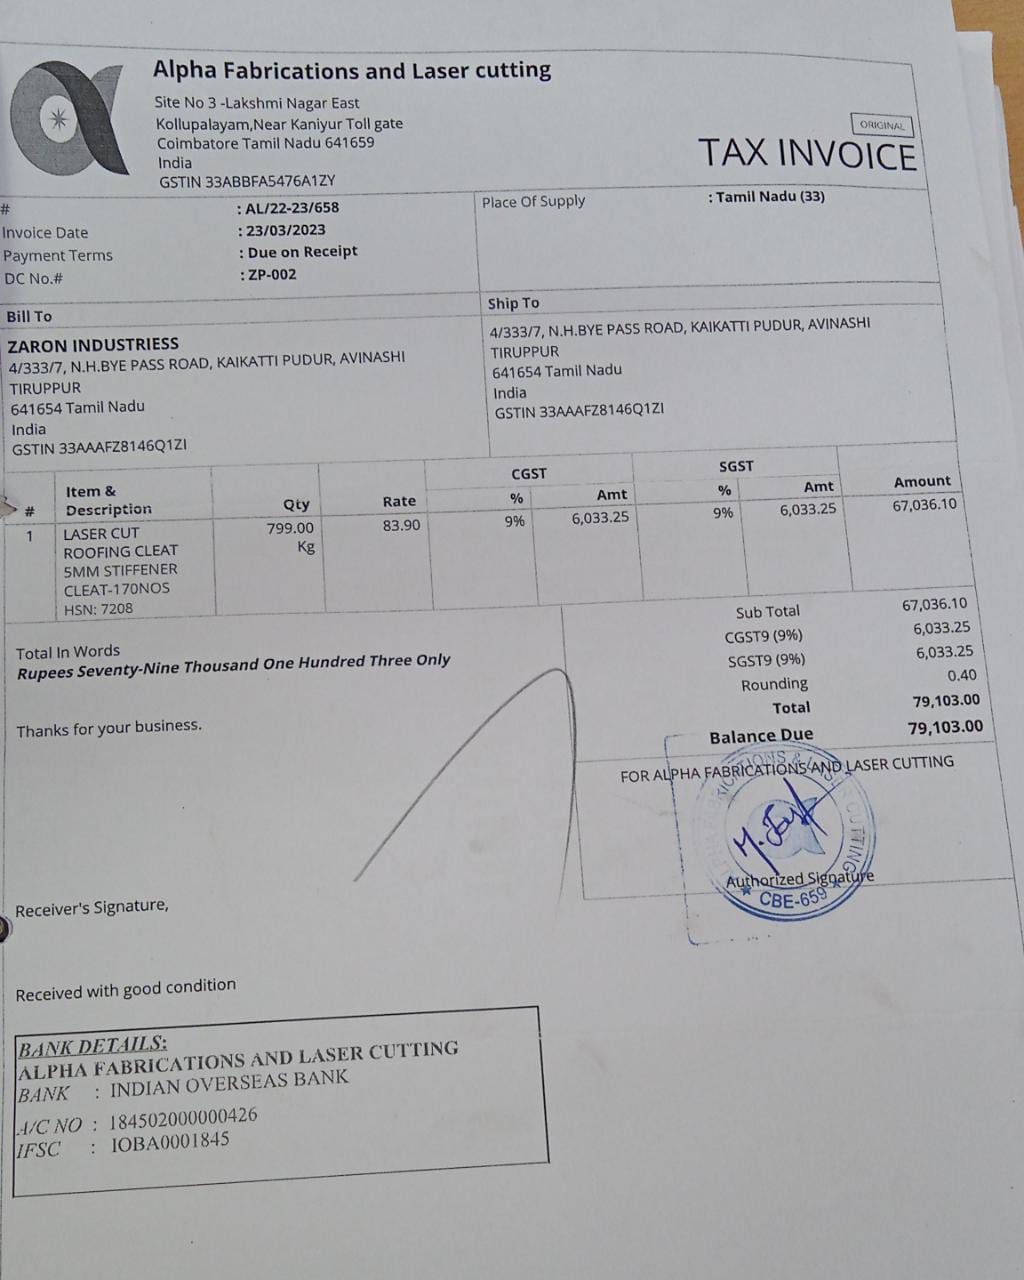 Alpha Fabrications and Laser cutting
Site No 3 -Lakshmi Nagar East
Kollupalayam,Near Kaniyur Toll gate
Coimbatore Tamil Nadu 641659
India
GSTIN 33ABBFA5476A1ZY
ORIGINAL
TAX INVOICE
# : AL/22-23/658
Invoice Date : 23/03/2023
Payment Terms : Due on Receipt
DC No.# : ZP-002
Place Of Supply : Tamil Nadu (33)
Bill To
ZARON INDUSTRIESS
4/333/7, N.H.BYE PASS ROAD, KAIKATTI PUDUR, AVINASHI
TIRUPPUR
641654 Tamil Nadu
India
GSTIN 33AAAFZ8146Q1ZI
Ship To
4/333/7, N.H.BYE PASS ROAD, KAIKATTI PUDUR, AVINASHI
TIRUPPUR
641654 Tamil Nadu
India
GSTIN 33AAAFZ8146Q1ZI
CGST SGST
# Item & Description Qty Rate % Amt % Amt Amount
1 LASER CUT 799.00 83.90 9% 6,033.25 9% 6,033.25 67,036.10
ROOFING CLEAT Kg
5MM STIFFENER
CLEAT-170NOS
HSN: 7208
Sub Total 67,036.10
CGST9 (9%) 6,033.25
SGST9 (9%) 6,033.25
Rounding 0.40
Total 79,103.00
Balance Due 79,103.00
Total In Words
Rupees Seventy-Nine Thousand One Hundred Three Only
Thanks for your business.
FOR ALPHA FABRICATIONS AND LASER CUTTING
ALPHA FABRICATIONS & LASER CUTTING
CBE-659
Authorized Signature
Receiver's Signature,
Received with good condition
BANK DETAILS:
ALPHA FABRICATIONS AND LASER CUTTING
BANK : INDIAN OVERSEAS BANK
A/C NO : 184502000000426
IFSC : IOBA0001845